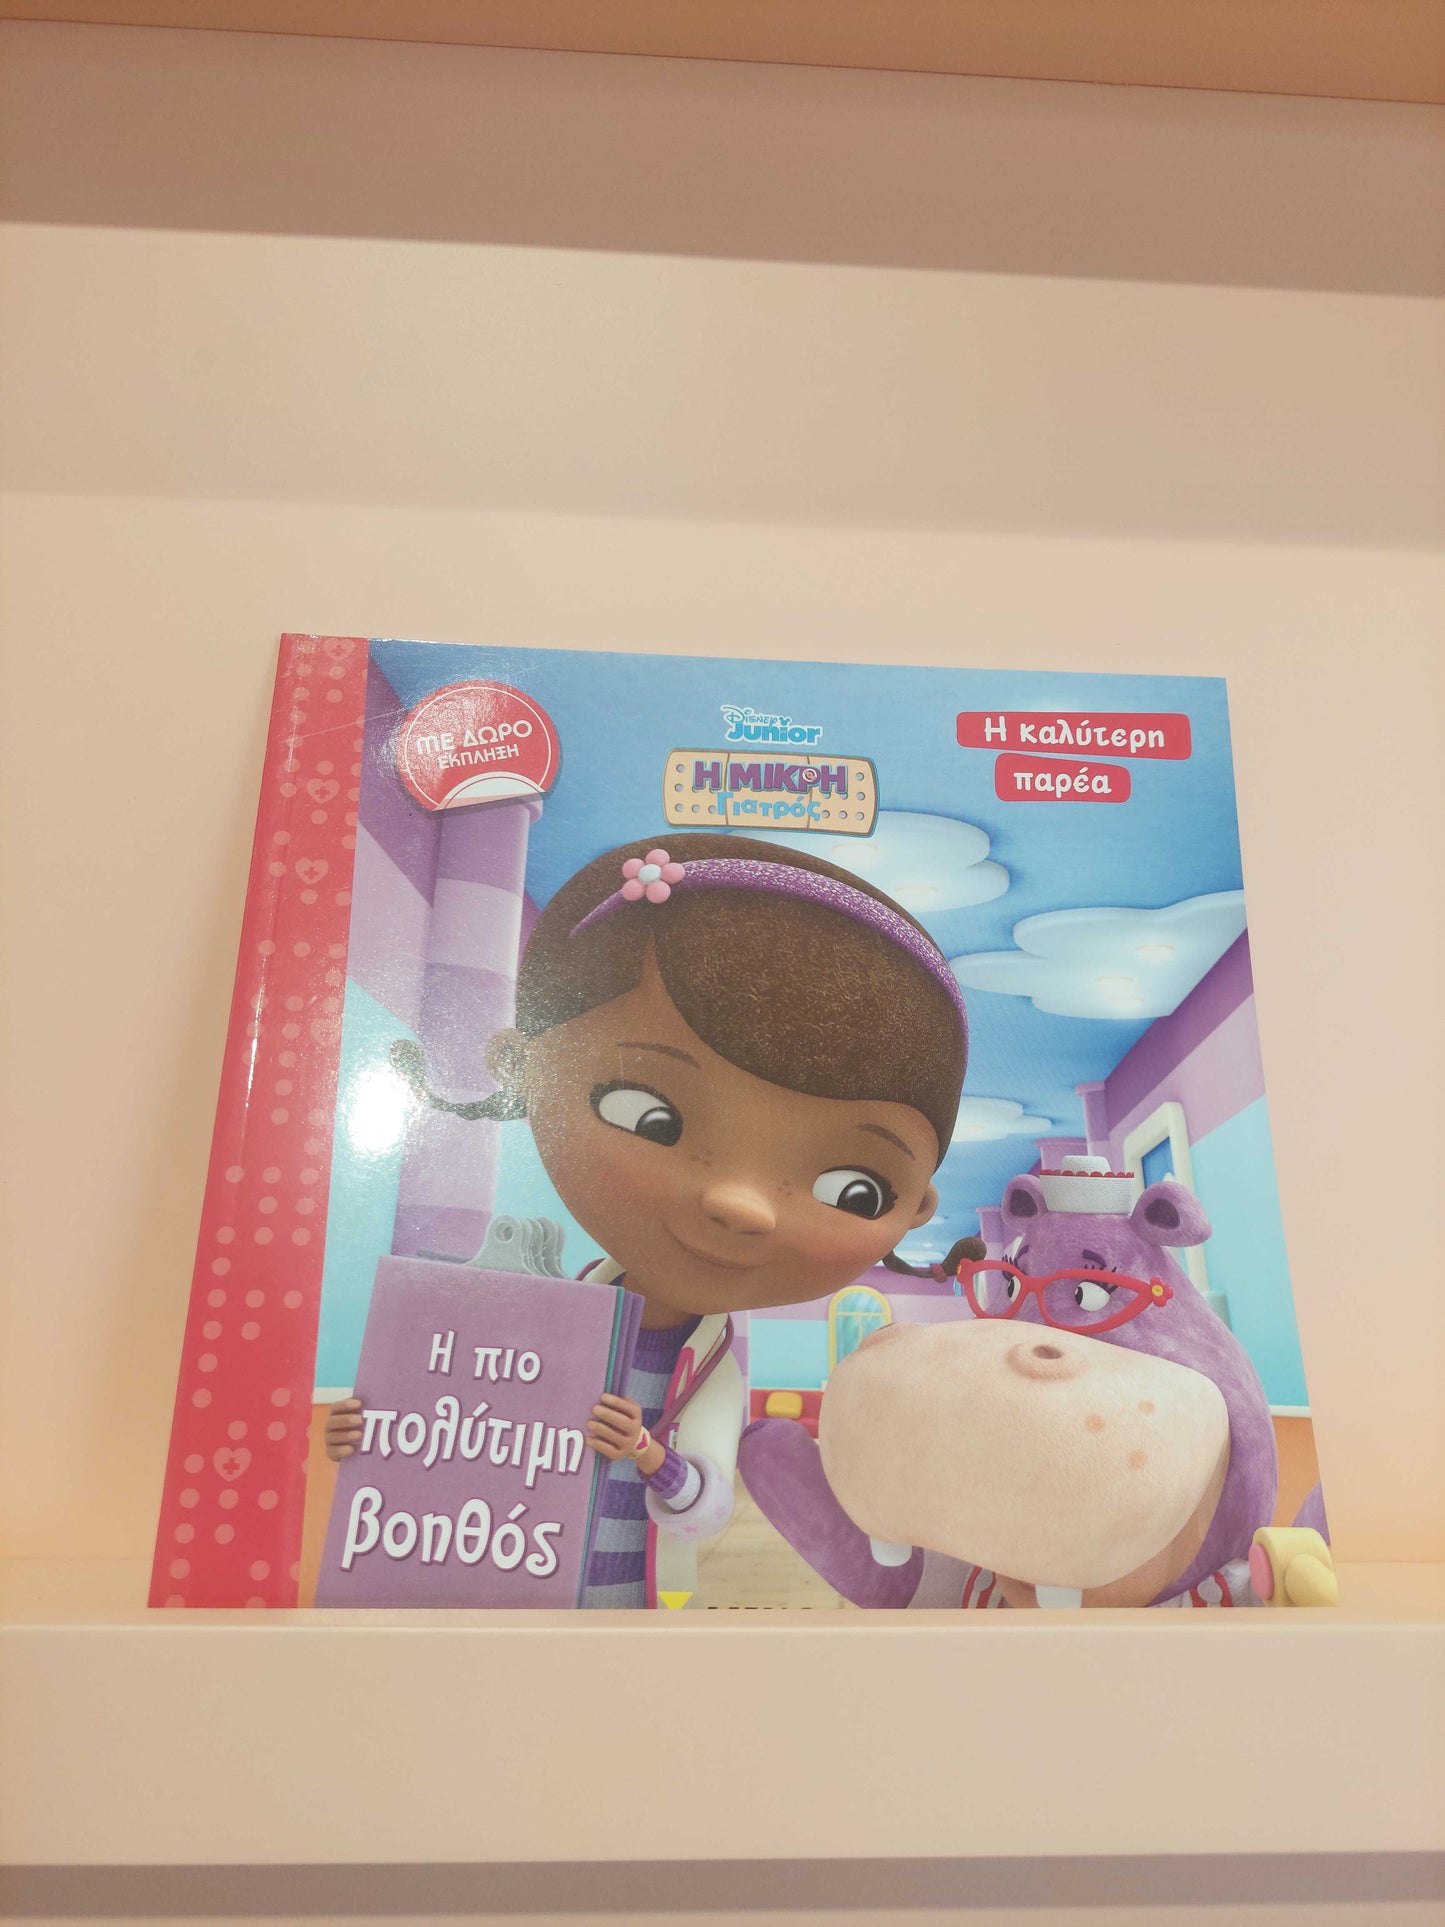 ΜΕ ΔΩΡΟ
ΕΚΠΛΗΞΗ
Disney
Junior
Η ΜΙΚΡΗ
Γιατρός
Η καλύτερη
παρέα
Η πιο
πολύτιμη
βοηθός